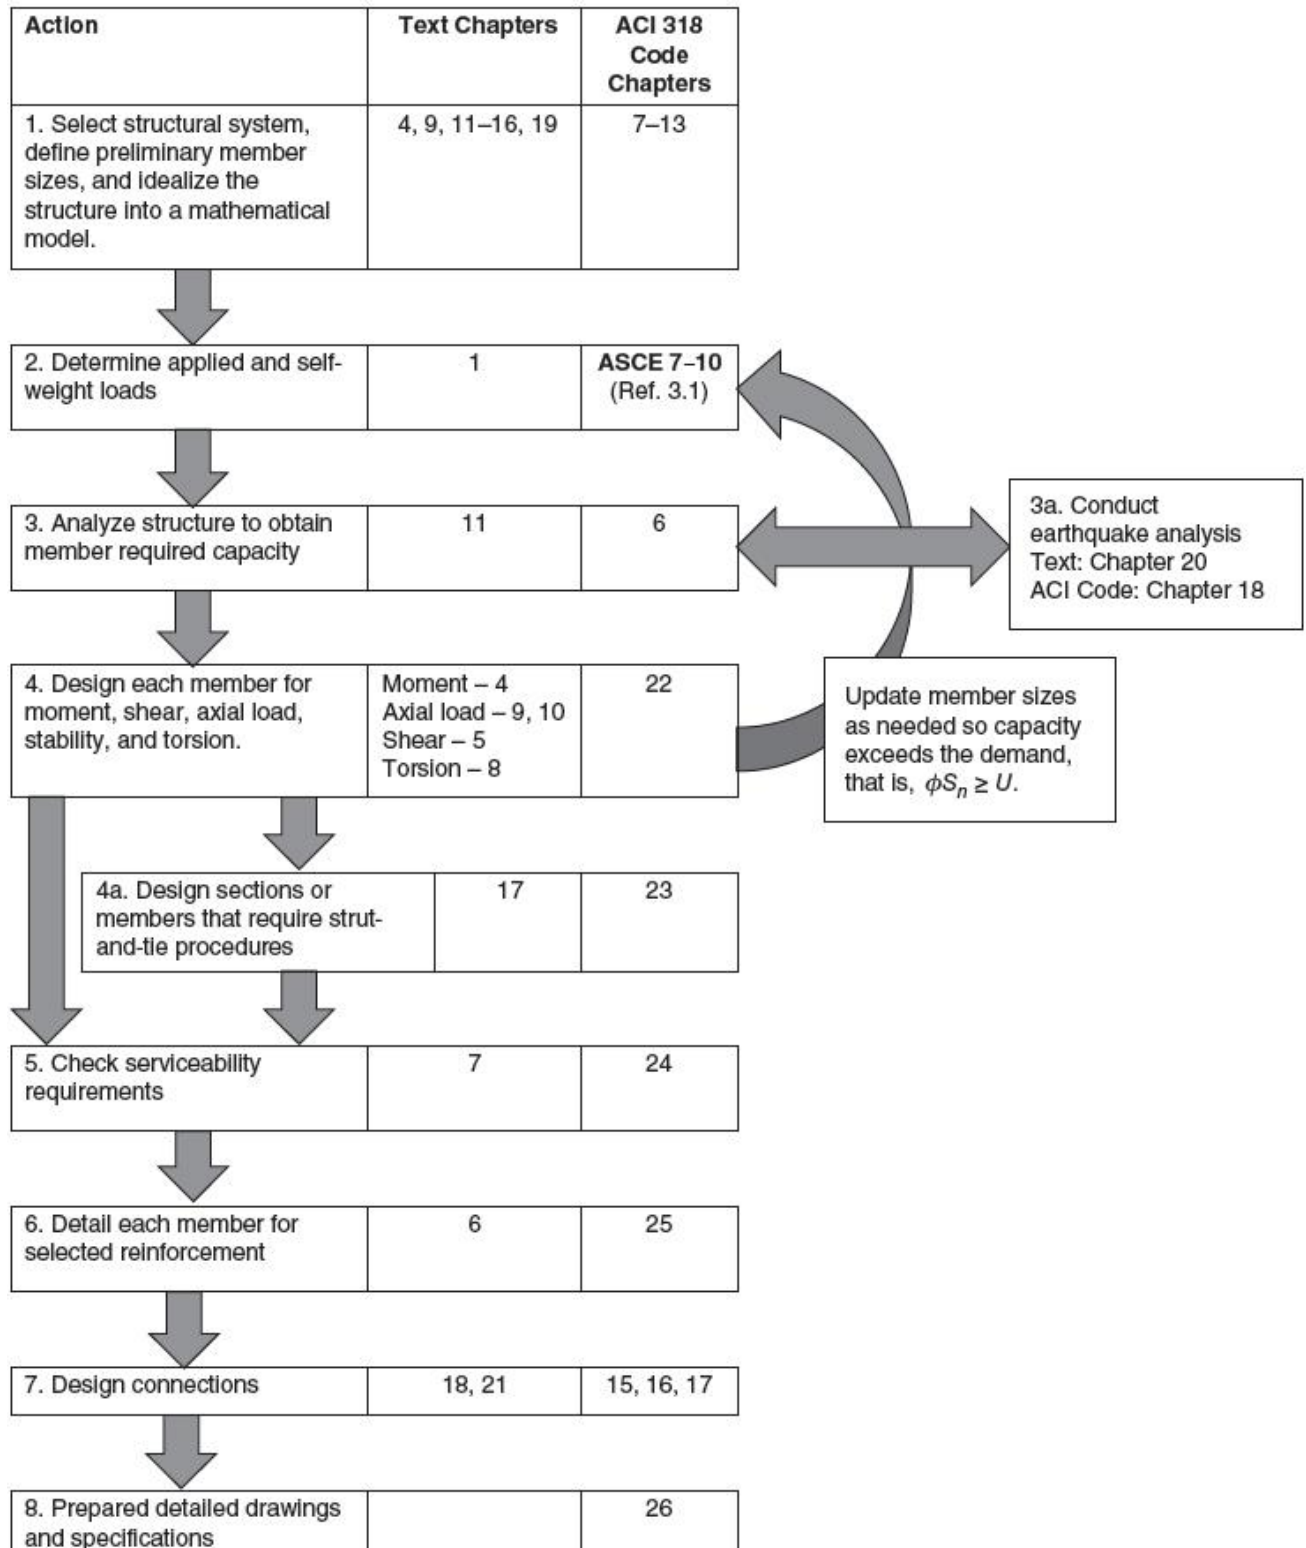 Action Text Chapters ACI 318
Code
Chapters
1. Select structural system, 4, 9, 11–16, 19 7–13
define preliminary member
sizes, and idealize the
structure into a mathematical
model.
2. Determine applied and self- 1 ASCE 7–10
weight loads (Ref. 3.1)
3. Analyze structure to obtain 11 6
member required capacity
3a. Conduct
earthquake analysis
Text: Chapter 20
ACI Code: Chapter 18
4. Design each member for Moment – 4 22
moment, shear, axial load, Axial load – 9, 10
stability, and torsion. Shear – 5
Torsion – 8
Update member sizes
as needed so capacity
exceeds the demand,
that is, ϕSₙ ≥ U.
4a. Design sections or 17 23
members that require strut-
and-tie procedures
5. Check serviceability 7 24
requirements
6. Detail each member for 6 25
selected reinforcement
7. Design connections 18, 21 15, 16, 17
8. Prepared detailed drawings 26
and specifications